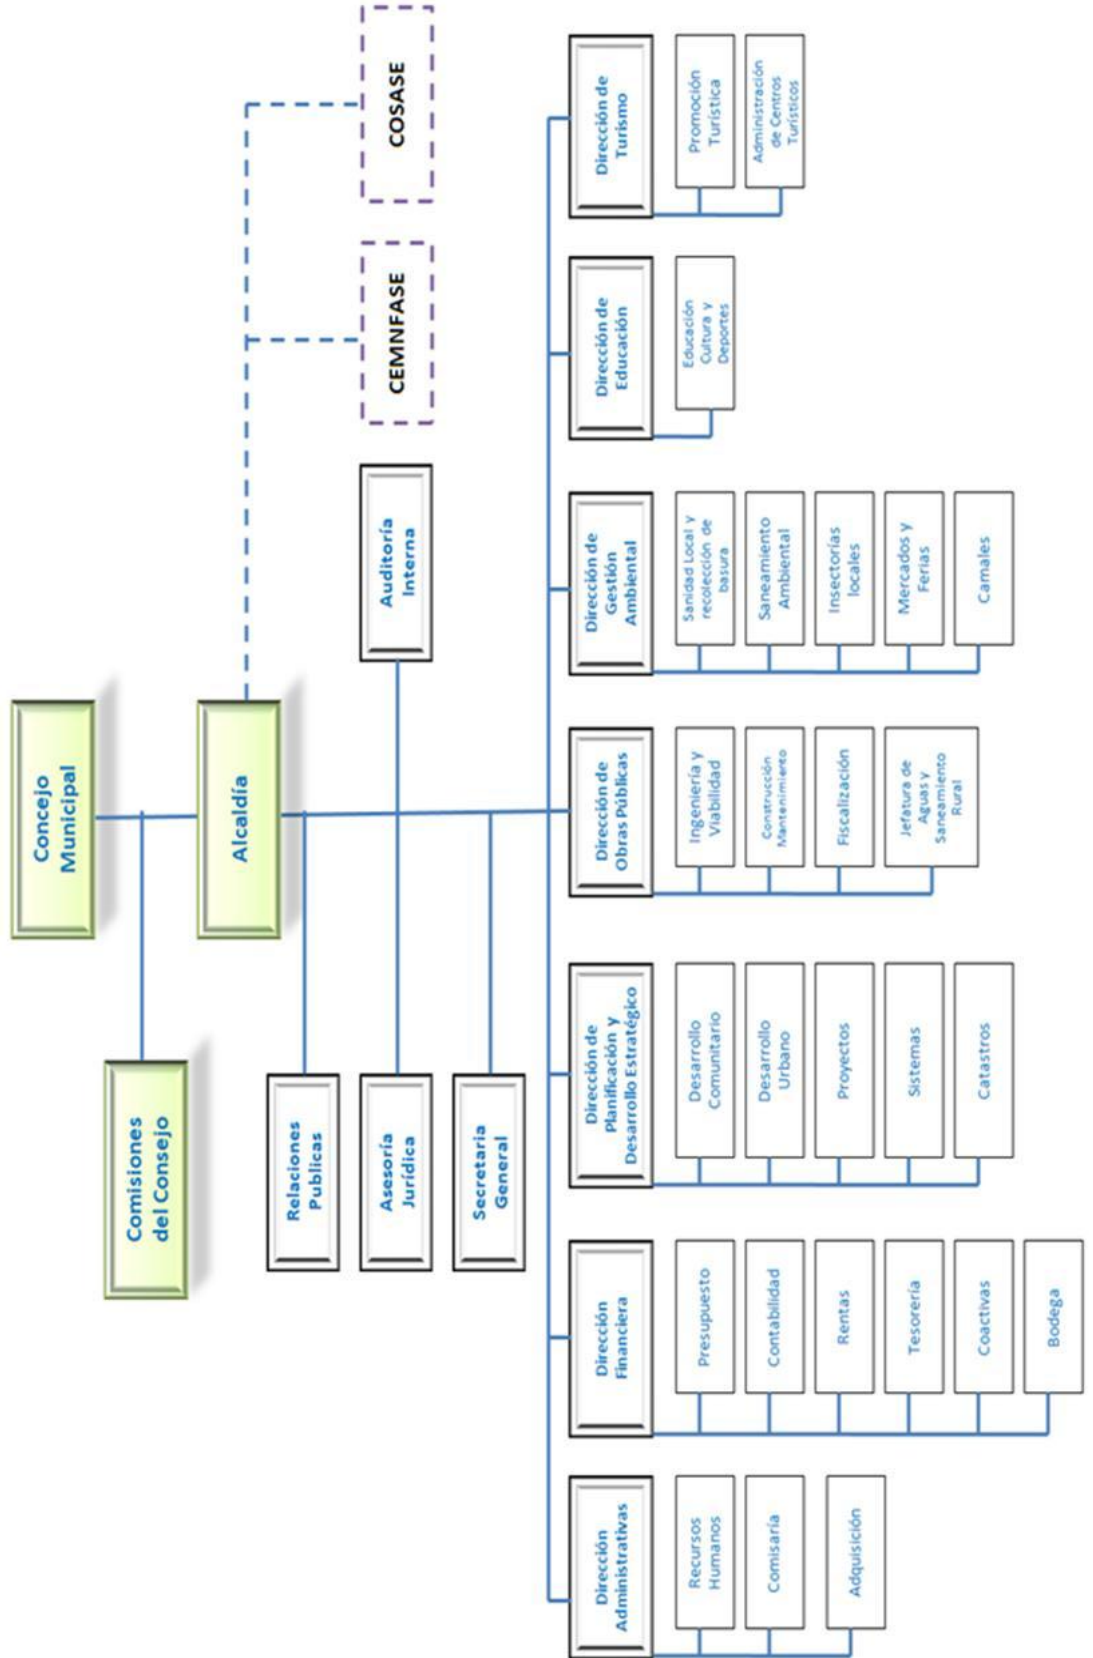 Concejo
Municipal
Comisiones
del Consejo
Alcaldía
Relaciones
Publicas
Asesoría
Jurídica
Auditoría
Interna
CEMNFASE
COSASE
Secretaria
General
Dirección
Administrativas
Recursos
Humanos
Comisaría
Adquisición
Dirección
Financiera
Presupuesto
Contabilidad
Rentas
Tesorería
Coactivas
Bodega
Dirección de
Planificación y
Desarrollo Estratégico
Desarrollo
Comunitario
Desarrollo
Urbano
Proyectos
Sistemas
Catastros
Dirección de
Obras Públicas
Ingeniería y
Viabilidad
Construcción
Mantenimiento
Fiscalización
Jefatura de
Aguas y
Saneamiento
Rural
Dirección de
Gestión
Ambiental
Sanidad Local y
recolección de
basura
Saneamiento
Ambiental
Insectorías
locales
Mercados y
Ferias
Camales
Dirección de
Educación
Educación
Cultura y
Deportes
Dirección de
Turismo
Promoción
Turística
Administración
de Centros
Turísticos